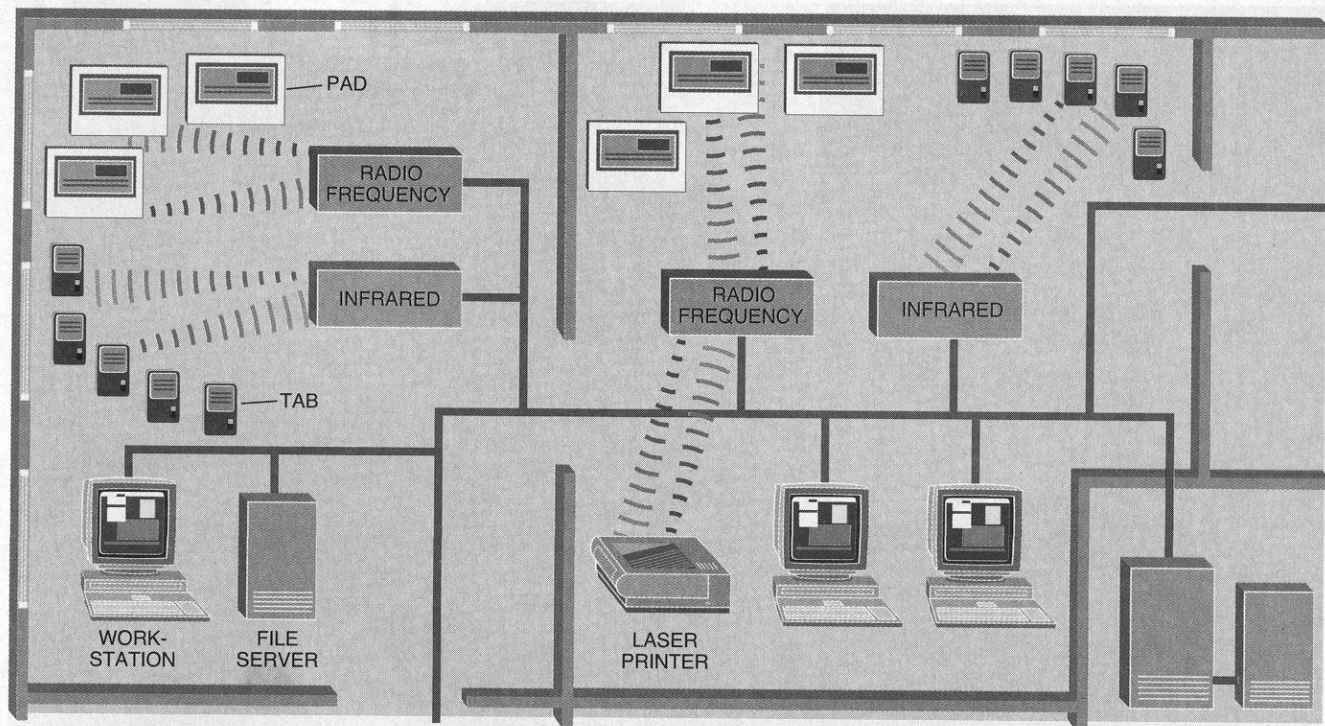 PAD
RADIO
FREQUENCY
INFRARED
TAB
WORK-
STATION
FILE
SERVER
RADIO
FREQUENCY
INFRARED
LASER
PRINTER